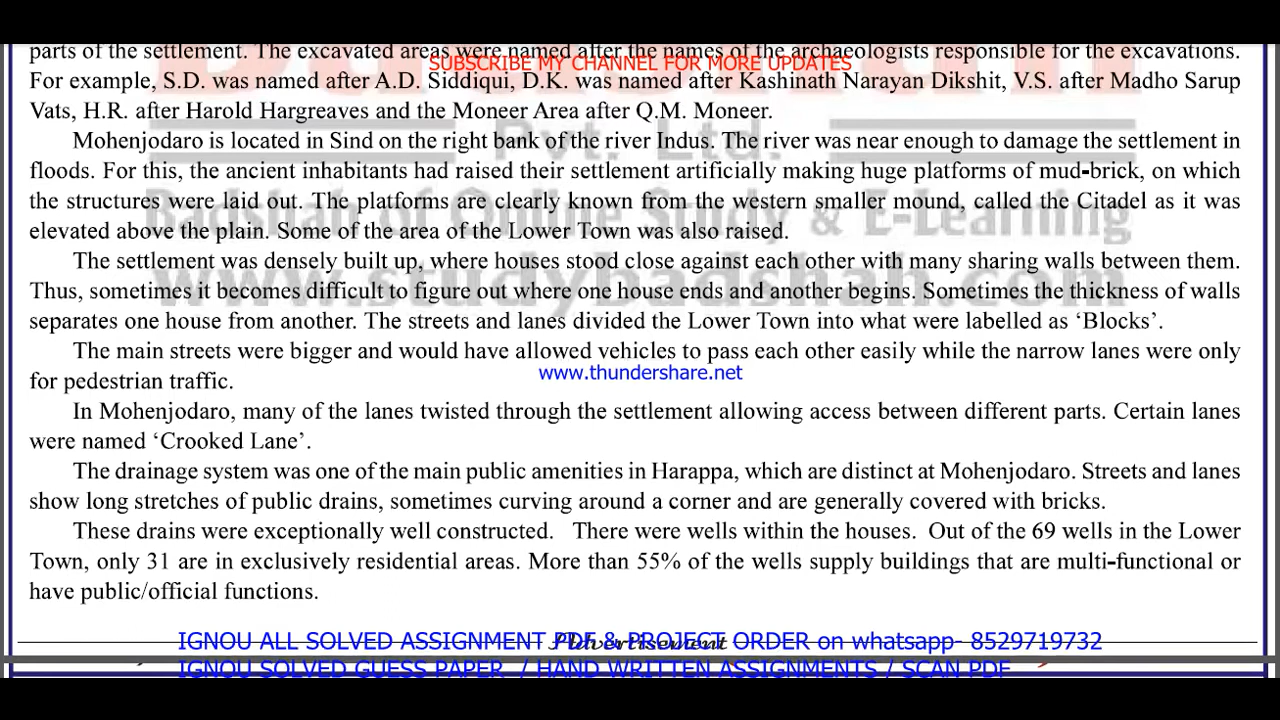 parts of the settlement. The excavated areas were named after the names of the archaeologists responsible for the excavations.
SUBSCRIBE MY CHANNEL FOR MORE UPDATES
For example, S.D. was named after A.D. Siddiqui, D.K. was named after Kashinath Narayan Dikshit, V.S. after Madho Sarup
Vats, H.R. after Harold Hargreaves and the Moneer Area after Q.M. Moneer.
Pvt. Ltd.
Mohenjodaro is located in Sind on the right bank of the river Indus. The river was near enough to damage the settlement in
floods. For this, the ancient inhabitants had raised their settlement artificially making huge platforms of mud-brick, on which
the structures were laid out. The platforms are clearly known from the western smaller mound, called the Citadel as it was
Badshah of Online Study & E-Learning
elevated above the plain. Some of the area of the Lower Town was also raised.
The settlement was densely built up, where houses stood close against each other with many sharing walls between them.
www.studybadshah.com
Thus, sometimes it becomes difficult to figure out where one house ends and another begins. Sometimes the thickness of walls
separates one house from another. The streets and lanes divided the Lower Town into what were labelled as ‘Blocks’.
The main streets were bigger and would have allowed vehicles to pass each other easily while the narrow lanes were only
www.thundershare.net
for pedestrian traffic.
In Mohenjodaro, many of the lanes twisted through the settlement allowing access between different parts. Certain lanes
were named ‘Crooked Lane’.
The drainage system was one of the main public amenities in Harappa, which are distinct at Mohenjodaro. Streets and lanes
show long stretches of public drains, sometimes curving around a corner and are generally covered with bricks.
These drains were exceptionally well constructed. There were wells within the houses. Out of the 69 wells in the Lower
Town, only 31 are in exclusively residential areas. More than 55% of the wells supply buildings that are multi-functional or
have public/official functions.
Advertisement
IGNOU ALL SOLVED ASSIGNMENT PDF & PROJECT ORDER on whatsapp- 8529719732
IGNOU SOLVED GUESS PAPER / HAND WRITTEN ASSIGNMENTS / SCAN PDF